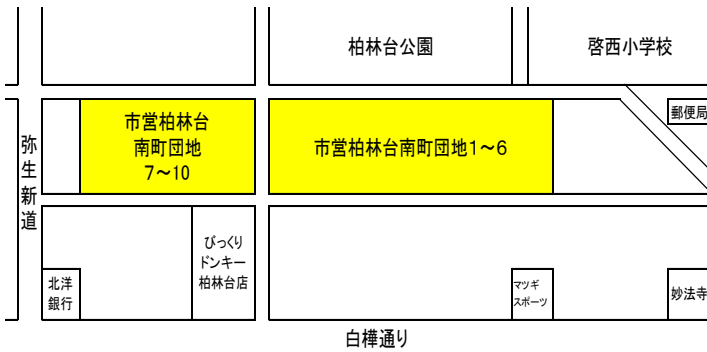 柏林台公園
啓西小学校
郵便局
市営柏林台
南町団地
7～10
市営柏林台南町団地1～6
弥生新道
びっくり
ドンキー
柏林台店
北洋
銀行
マツギ
スポーツ
妙法寺
白樺通り